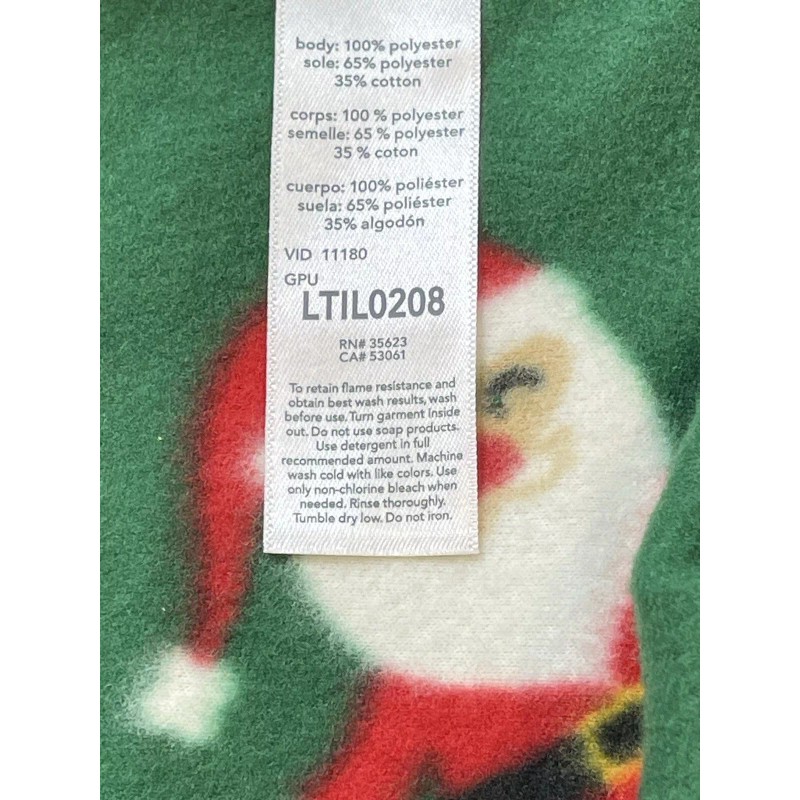 body: 100% polyester
sole: 65% polyester
35% cotton
corps: 100 % polyester
semelle: 65 % polyester
35 % coton
cuerpo: 100% poliéster
suela: 65% poliéster
35% algodón
VID 11180
GPU
LTIL0208
RN# 35623
CA# 53061
To retain flame resistance and
obtain best wash results, wash
before use. Turn garment inside
out. Do not use soap products.
Use detergent in full
recommended amount. Machine
wash cold with like colors. Use
only non-chlorine bleach when
needed. Rinse thoroughly.
Tumble dry low. Do not iron.